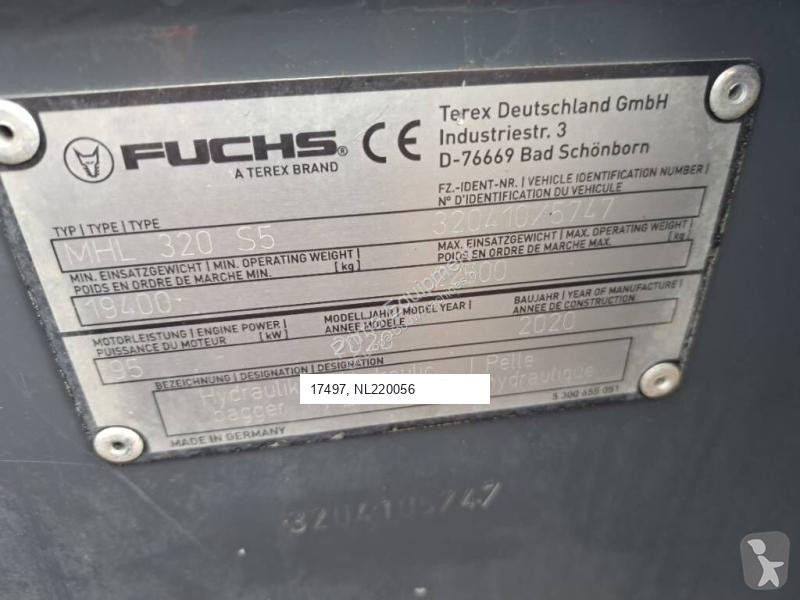 FUCHS®
A TEREX BRAND
CE
Terex Deutschland GmbH
Industriestr. 3
D-76669 Bad Schönborn
FZ.-IDENT-NR. | VEHICLE IDENTIFICATION NUMBER |
N° D'IDENTIFICATION DU VEHICULE
TYP | TYPE | TYPE
MHL 320 S5
320410/5747
MIN. EINSATZGEWICHT | MIN. OPERATING WEIGHT |
POIDS EN ORDRE DE MARCHE MIN. [kg]
MAX. EINSATZGEWICHT | MAX. OPERATING WEIGHT |
POIDS EN ORDRE DE MARCHE MAX. [kg]
19400
MOTORLEISTUNG | ENGINE POWER |
PUISSANCE DU MOTEUR [kW]
MODELLJAHR | MODEL YEAR |
ANNEE MODELE
BAUJAHR | YEAR OF MANUFACTURE |
ANNEE DE CONSTRUCTION
95
2020
2020
BEZEICHNUNG | DESIGNATION | DESIGNATION
/ Pelle
bagger
hydraulique
17497, NL220056
MADE IN GERMANY
5 300 655 051
3204105747